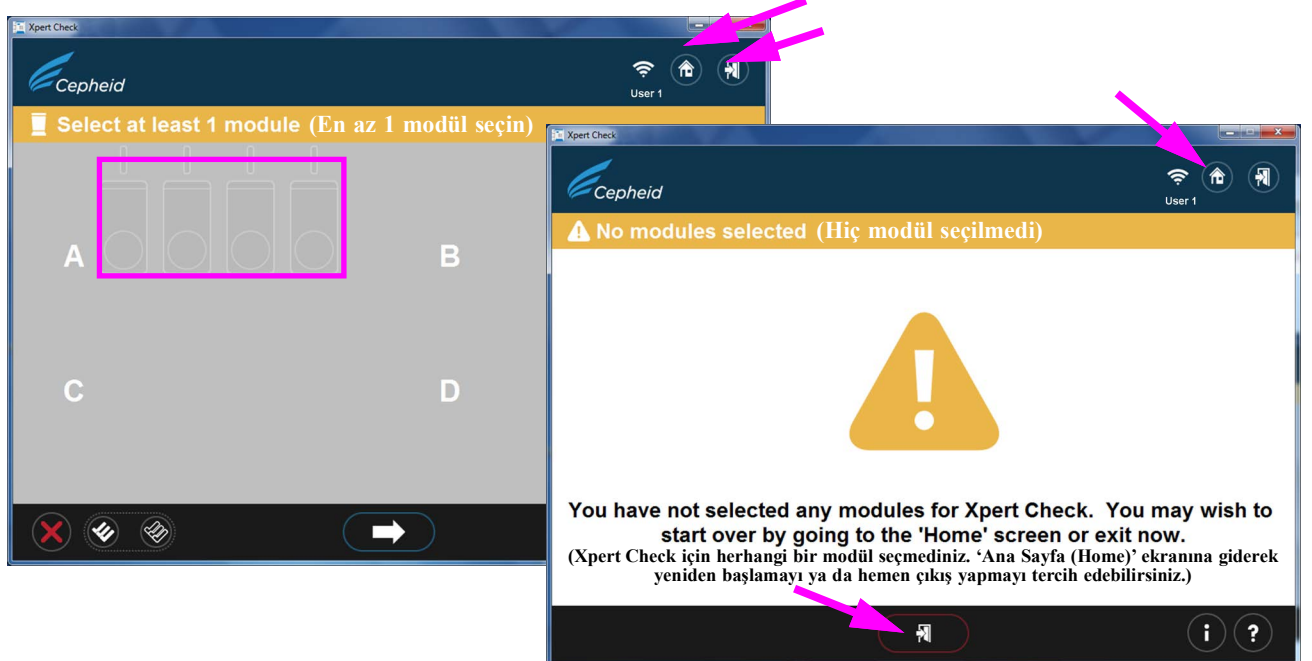 Xpert Check
Cepheid
User 1
Select at least 1 module (En az 1 modül seçin)
A
B
C
D
Xpert Check
Cepheid
User 1
No modules selected (Hiç modül seçilmedi)
You have not selected any modules for Xpert Check. You may wish to
start over by going to the 'Home' screen or exit now.
(Xpert Check için herhangi bir modül seçmediniz. ‘Ana Sayfa (Home)’ ekranına giderek
yeniden başlamayı ya da hemen çıkış yapmayı tercih edebilirsiniz.)
i
?